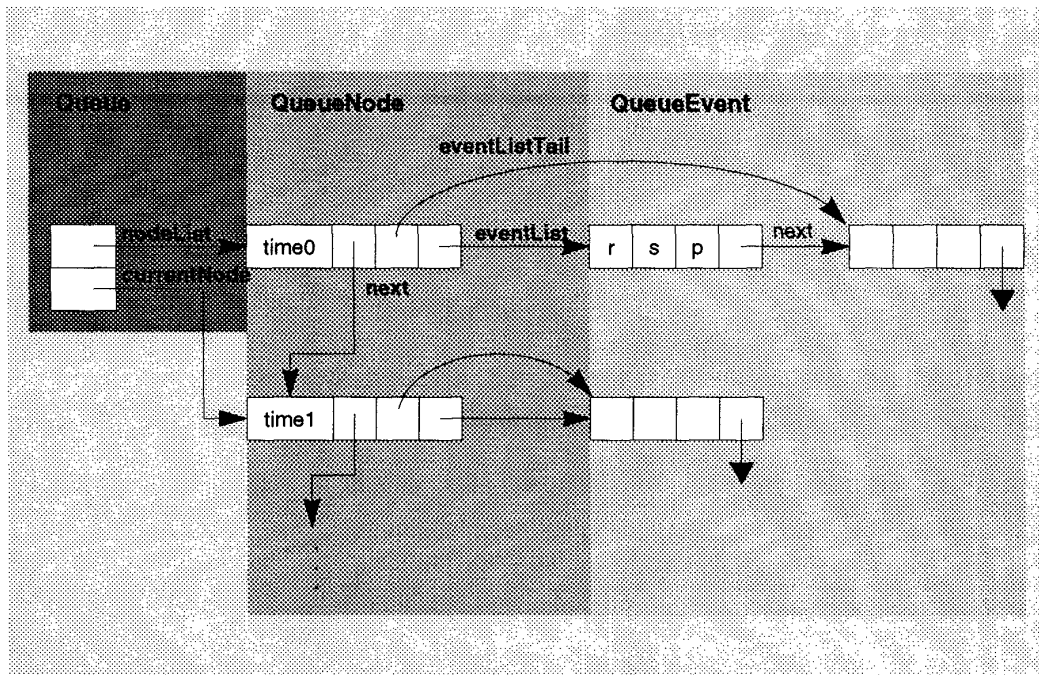 Queue QueueNode QueueEvent
eventListTail
nodeList time0 eventList r s p next
currentNode
next
time1